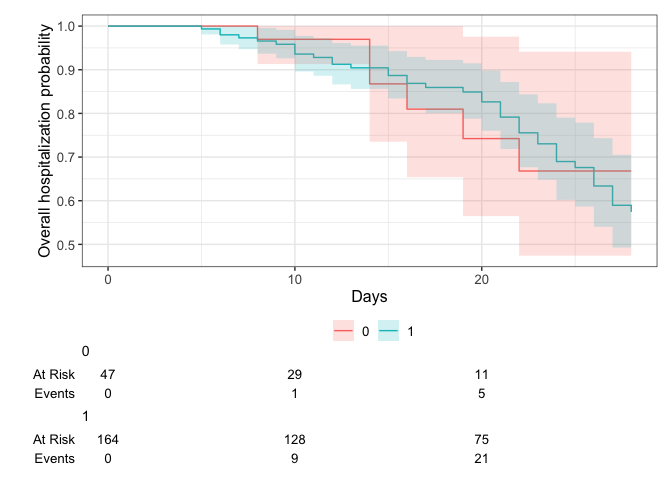 Overall hospitalization probability
1.0
0.9
0.8
0.7
0.6
0.5
0 10 20
Days
0 1
0
At Risk 47 29 11
Events 0 1 5
1
At Risk 164 128 75
Events 0 9 21